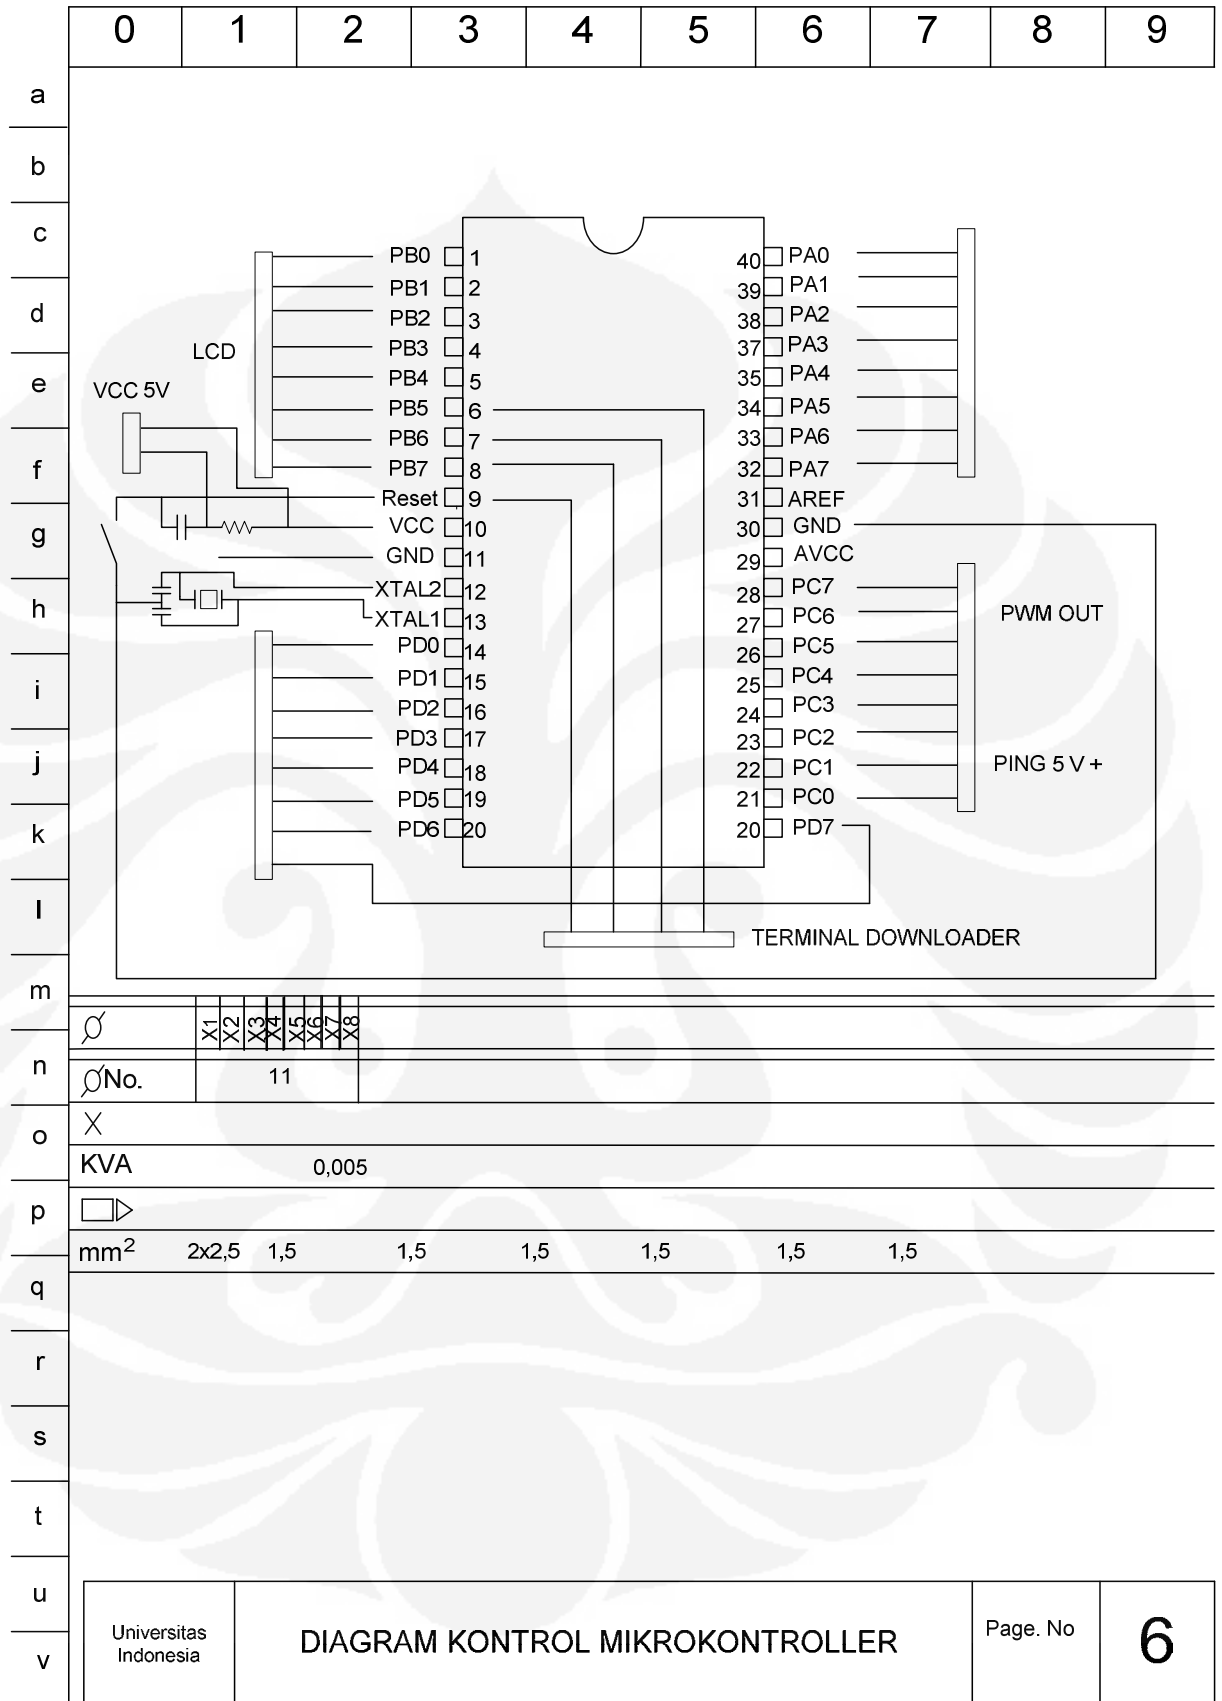 0 1 2 3 4 5 6 7 8 9
a
b
c
d
e
f
g
h
i
j
k
l
m
n
o
p
q
r
s
t
u
v
LCD
VCC 5V
PB0 1
PB1 2
PB2 3
PB3 4
PB4 5
PB5 6
PB6 7
PB7 8
Reset 9
VCC 10
GND 11
XTAL2 12
XTAL1 13
PD0 14
PD1 15
PD2 16
PD3 17
PD4 18
PD5 19
PD6 20
40 PA0
39 PA1
38 PA2
37 PA3
35 PA4
34 PA5
33 PA6
32 PA7
31 AREF
30 GND
29 AVCC
28 PC7
27 PC6
26 PC5
25 PC4
24 PC3
23 PC2
22 PC1
21 PC0
20 PD7
PWM OUT
PING 5 V +
TERMINAL DOWNLOADER
Ø X1 X2 X3 X4 X5 X6 X7 X8
ØNo. 11
X
KVA 0,005
mm² 2x2,5 1,5 1,5 1,5 1,5 1,5 1,5
Universitas
Indonesia
DIAGRAM KONTROL MIKROKONTROLLER
Page. No
6